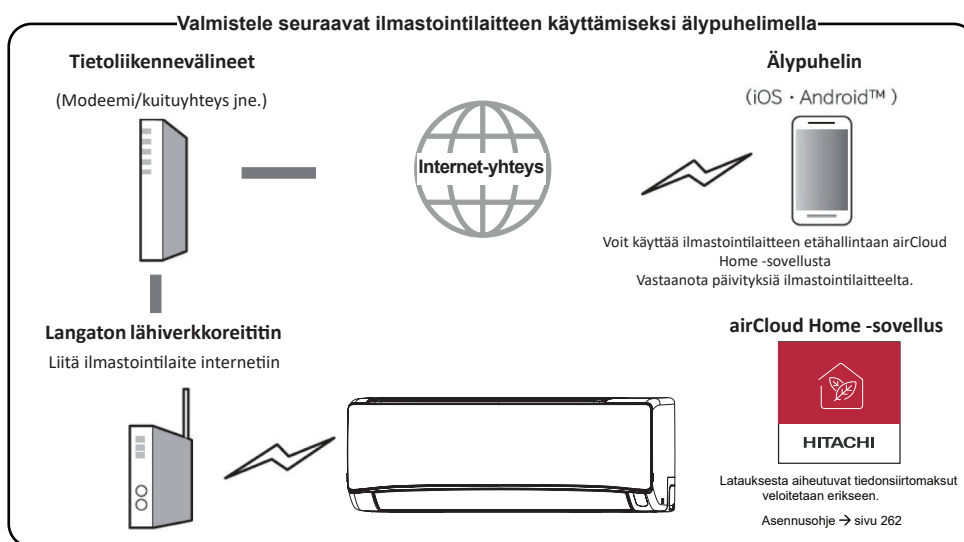 Valmistele seuraavat ilmastointilaitteen käyttämiseksi älypuhelimella
Tietoliikennevälineet
(Modeemi/kuituyhteys jne.)
Internet-yhteys
Älypuhelin
(iOS・Android™)
Voit käyttää ilmastointilaitteen etähallintaan airCloud
Home -sovellusta
Vastaanota päivityksiä ilmastointilaitteelta.
Langaton lähiverkkoreititin
Liitä ilmastointilaite internetiin
airCloud Home -sovellus
HITACHI
Latauksesta aiheutuvat tiedonsiirtomaksut
veloitetaan erikseen.
Asennusohje → sivu 262